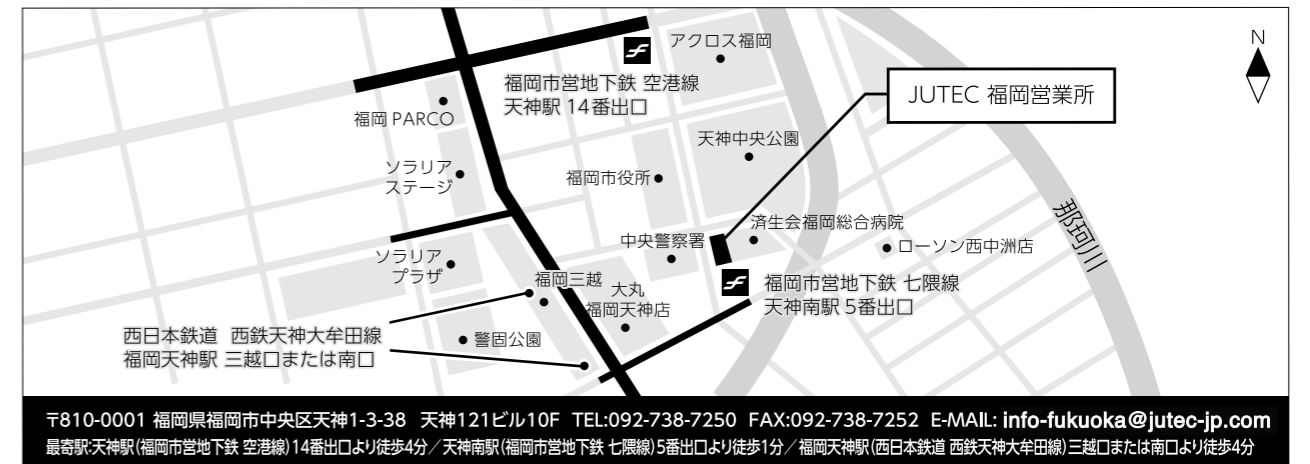 N
アクロス福岡
福岡市営地下鉄 空港線
天神駅 14番出口
JUTEC 福岡営業所
福岡 PARCO
天神中央公園
ソラリア
ステージ
福岡市役所
那珂川
済生会福岡総合病院
中央警察署
ローソン西中洲店
ソラリア
プラザ
福岡三越
大丸
福岡天神店
福岡市営地下鉄 七隈線
天神南駅 5番出口
西日本鉄道 西鉄天神大牟田線
福岡天神駅 三越口または南口
警固公園
〒810-0001 福岡県福岡市中央区天神1-3-38 天神121ビル10F TEL:092-738-7250 FAX:092-738-7252 E-MAIL: info-fukuoka@jutec-jp.com
最寄駅:天神駅(福岡市営地下鉄 空港線)14番出口より徒歩4分／天神南駅(福岡市営地下鉄 七隈線)5番出口より徒歩1分／福岡天神駅(西日本鉄道 西鉄天神大牟田線)三越口または南口より徒歩4分